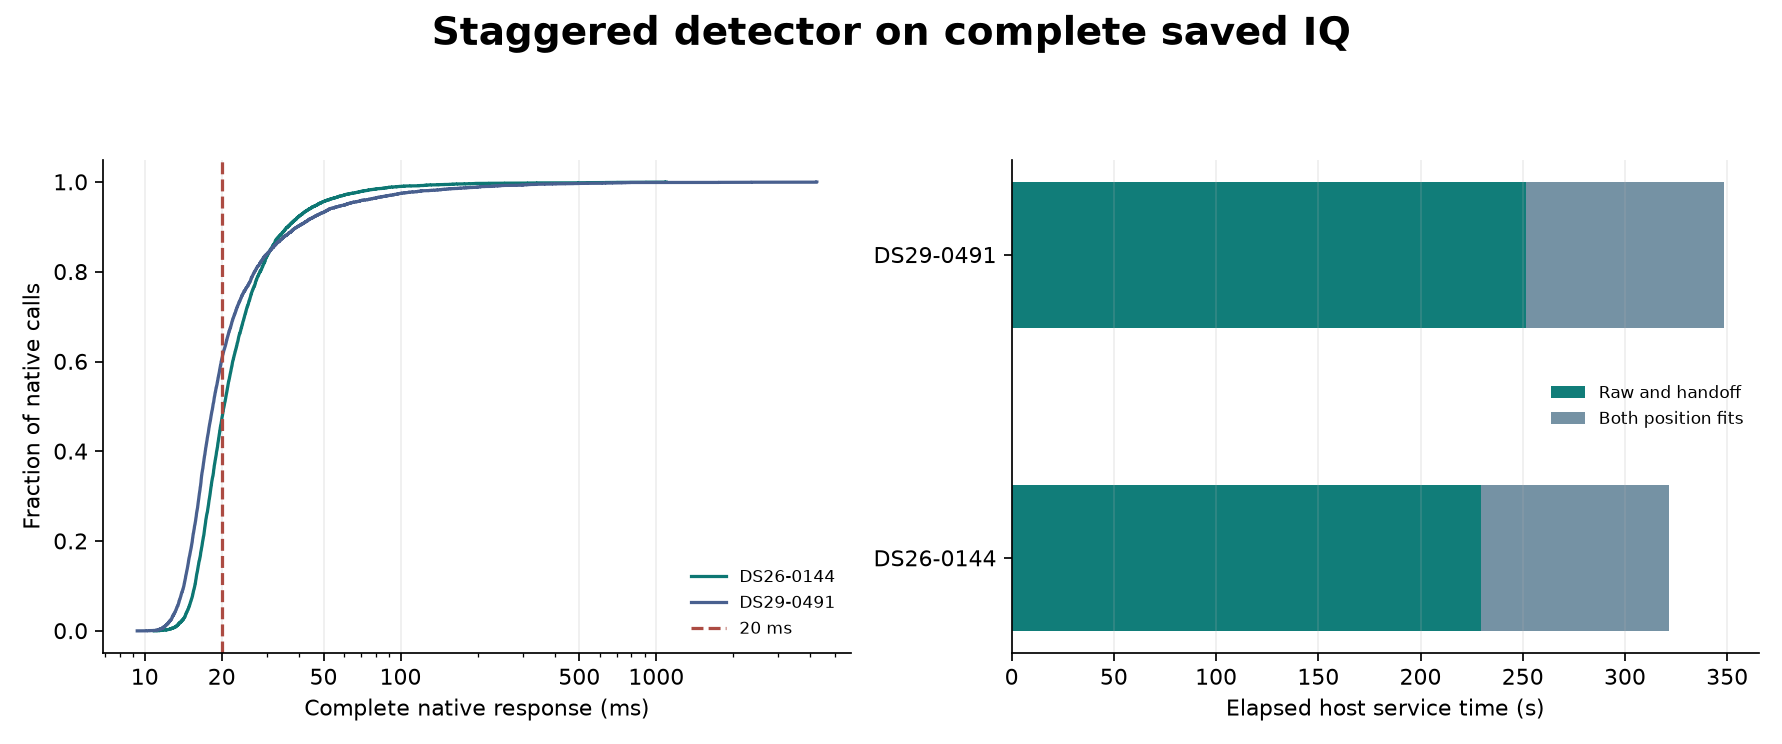 Staggered detector on complete saved IQ
Fraction of native calls
1.0
0.8
0.6
0.4
0.2
0.0
10 20 50 100 500 1000
Complete native response (ms)
DS26-0144
DS29-0491
20 ms
DS29-0491
DS26-0144
Raw and handoff
Both position fits
0 50 100 150 200 250 300 350
Elapsed host service time (s)